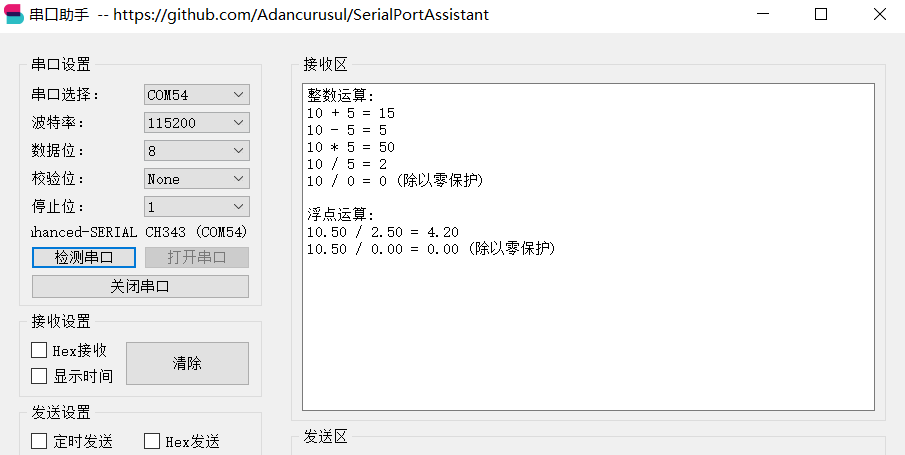 串口助手 -- https://github.com/Adancurusul/SerialPortAssistant
串口设置
串口选择: COM54
波特率: 115200
数据位: 8
校验位: None
停止位: 1
hanced-SERIAL CH343 (COM54)
检测串口 打开串口
关闭串口
接收设置
Hex接收
显示时间
清除
发送设置
定时发送 Hex发送
接收区
整数运算:
10 + 5 = 15
10 - 5 = 5
10 * 5 = 50
10 / 5 = 2
10 / 0 = 0 (除以零保护)
浮点运算:
10.50 / 2.50 = 4.20
10.50 / 0.00 = 0.00 (除以零保护)
发送区